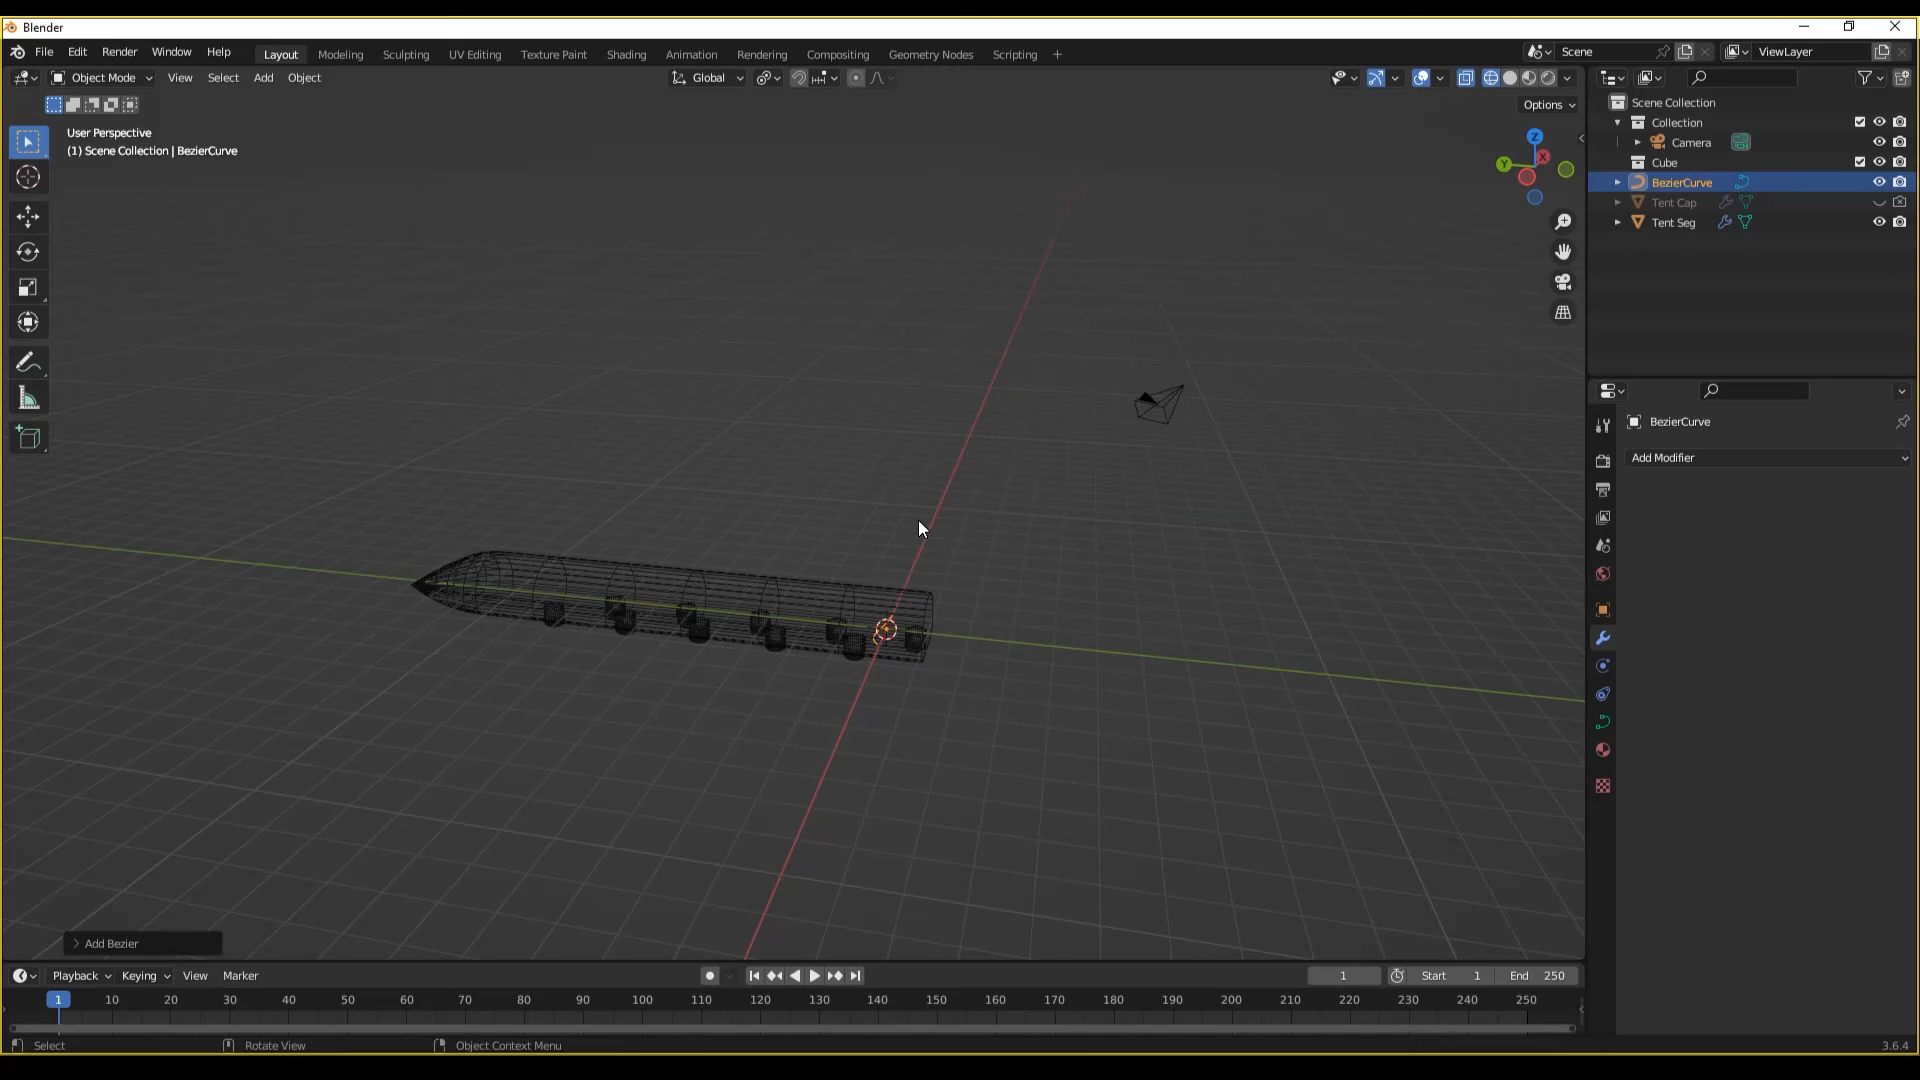 Blender
File Edit Render Window Help Layout Modeling Sculpting UV Editing Texture Paint Shading Animation Rendering Compositing Geometry Nodes Scripting + Scene ViewLayer
Object Mode View Select Add Object Global
Options
User Perspective
(1) Scene Collection | BezierCurve
Z
X
Y
Scene Collection
Collection
Camera
Cube
BezierCurve
Tent Cap
Tent Seg
BezierCurve
Add Modifier
Add Bezier
Playback Keying View Marker 1 Start 1 End 250
1 10 20 30 40 50 60 70 80 90 100 110 120 130 140 150 160 170 180 190 200 210 220 230 240 250
Select Rotate View Object Context Menu 3.6.4